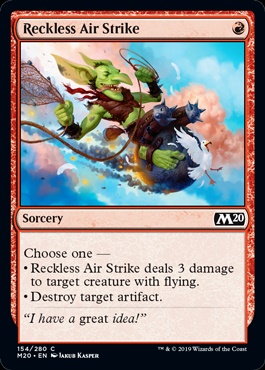 Reckless Air Strike
Sorcery
M20
Choose one —
• Reckless Air Strike deals 3 damage
to target creature with flying.
• Destroy target artifact.
"I have a great idea!"
154/280 C
M20 • EN Jakub Kasper
™ & © 2019 Wizards of the Coast